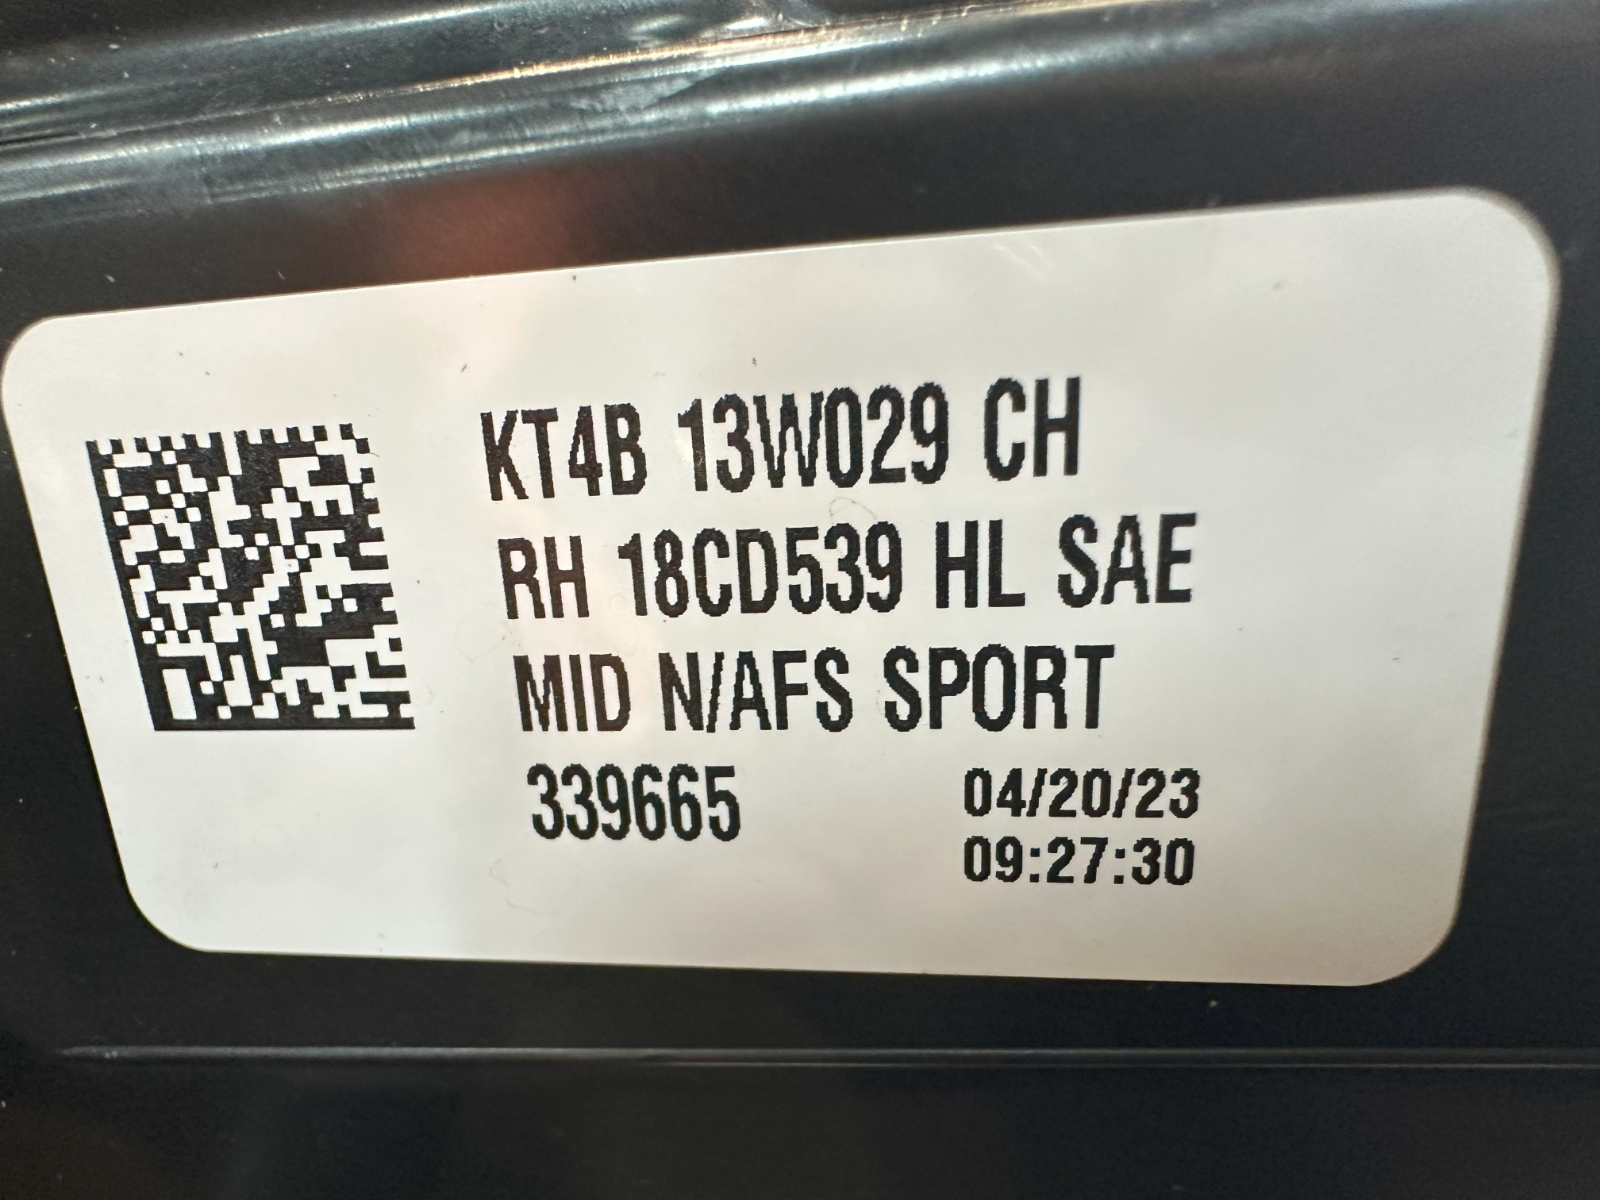 KT4B 13W029 CH
RH 18CD539 HL SAE
MID N/AFS SPORT
339665 04/20/23
09:27:30